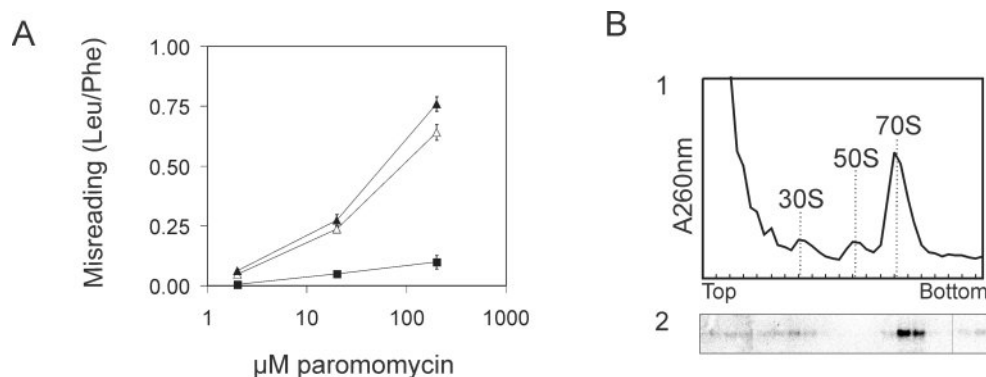 A
Misreading (Leu/Phe)
1.00
0.75
0.50
0.25
0.00
1
10
100
1000
µM paromomycin
B
1
A260nm
30S
50S
70S
Top
Bottom
2